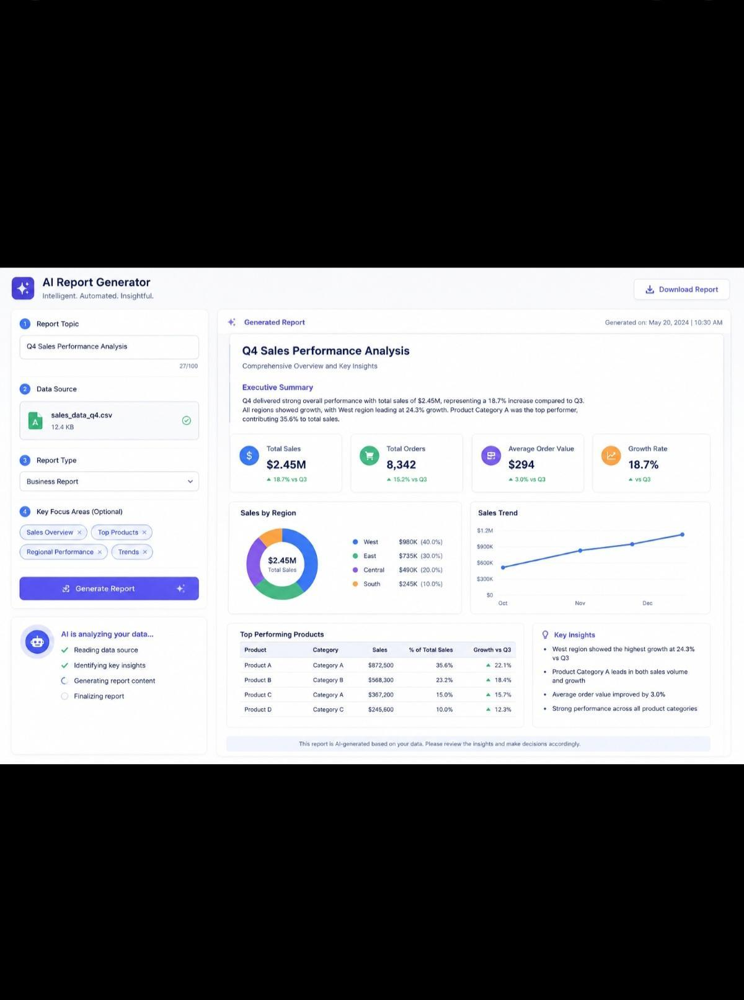 AI Report Generator
Intelligent. Automated. Insightful.
Download Report
1 Report Topic
Q4 Sales Performance Analysis
27/100
2 Data Source
A
sales_data_q4.csv
12.4 KB
3 Report Type
Business Report
4 Key Focus Areas (Optional)
Sales Overview × Top Products ×
Regional Performance × Trends ×
Generate Report
AI is analyzing your data...
Reading data source
Identifying key insights
Generating report content
Finalizing report
Generated Report
Generated on: May 20, 2024 | 10:30 AM
Q4 Sales Performance Analysis
Comprehensive Overview and Key Insights
Executive Summary
Q4 delivered strong overall performance with total sales of $2.45M, representing a 18.7% increase compared to Q3.
All regions showed growth, with West region leading at 24.3% growth. Product Category A was the top performer,
contributing 35.6% to total sales.
$
Total Sales
$2.45M
▲ 18.7% vs Q3
Total Orders
8,342
▲ 15.2% vs Q3
Average Order Value
$294
▲ 3.0% vs Q3
Growth Rate
18.7%
▲ vs Q3
Sales by Region
$2.45M
Total Sales
West $980K (40.0%)
East $735K (30.0%)
Central $490K (20.0%)
South $245K (10.0%)
Sales Trend
$1.2M
$900K
$600K
$300K
$0
Oct Nov Dec
Top Performing Products
Product Category Sales % of Total Sales Growth vs Q3
Product A Category A $872,500 35.6% ▲ 22.1%
Product B Category B $568,300 23.2% ▲ 18.4%
Product C Category A $367,200 15.0% ▲ 15.7%
Product D Category C $245,600 10.0% ▲ 12.3%
Key Insights
• West region showed the highest growth at 24.3%
vs Q3
• Product Category A leads in both sales volume
and growth
• Average order value improved by 3.0%
• Strong performance across all product categories
This report is AI-generated based on your data. Please review the insights and make decisions accordingly.